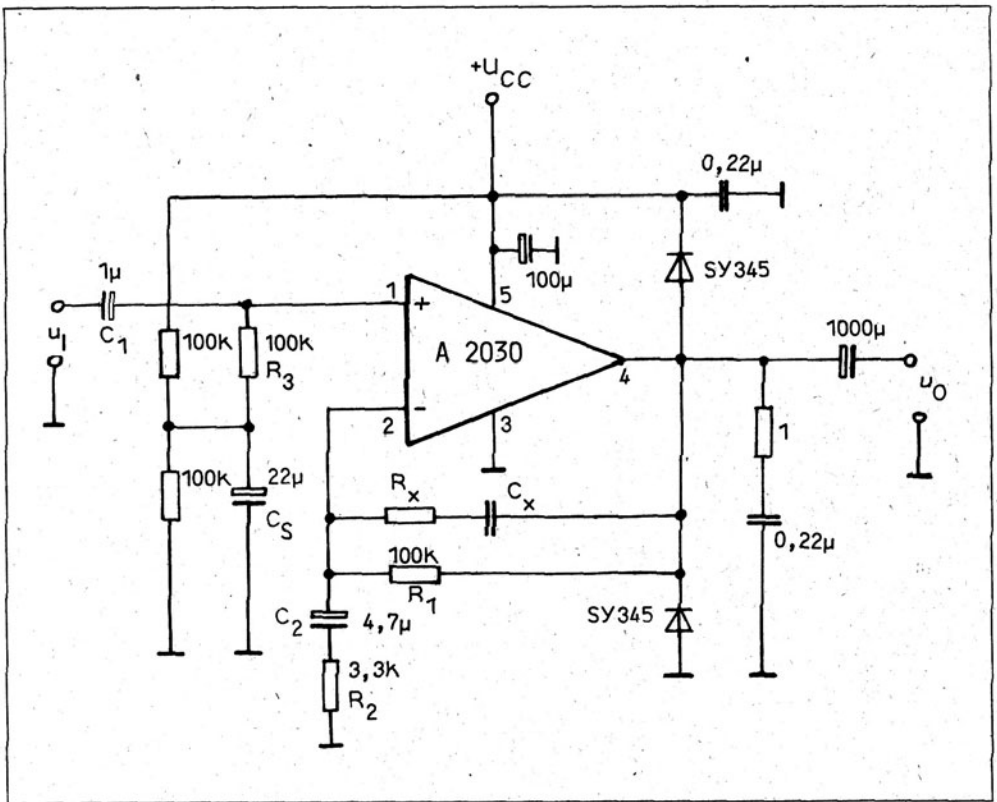 +U_CC
0,22µ
SY345
100µ
1µ
C_1
u_I
100k
100k
R_3
1
+
5
A 2030
4
1000µ
u_O
2
-
3
1
100k
22µ
C_S
R_x
C_x
0,22µ
100k
R_1
SY345
C_2
4,7µ
3,3k
R_2